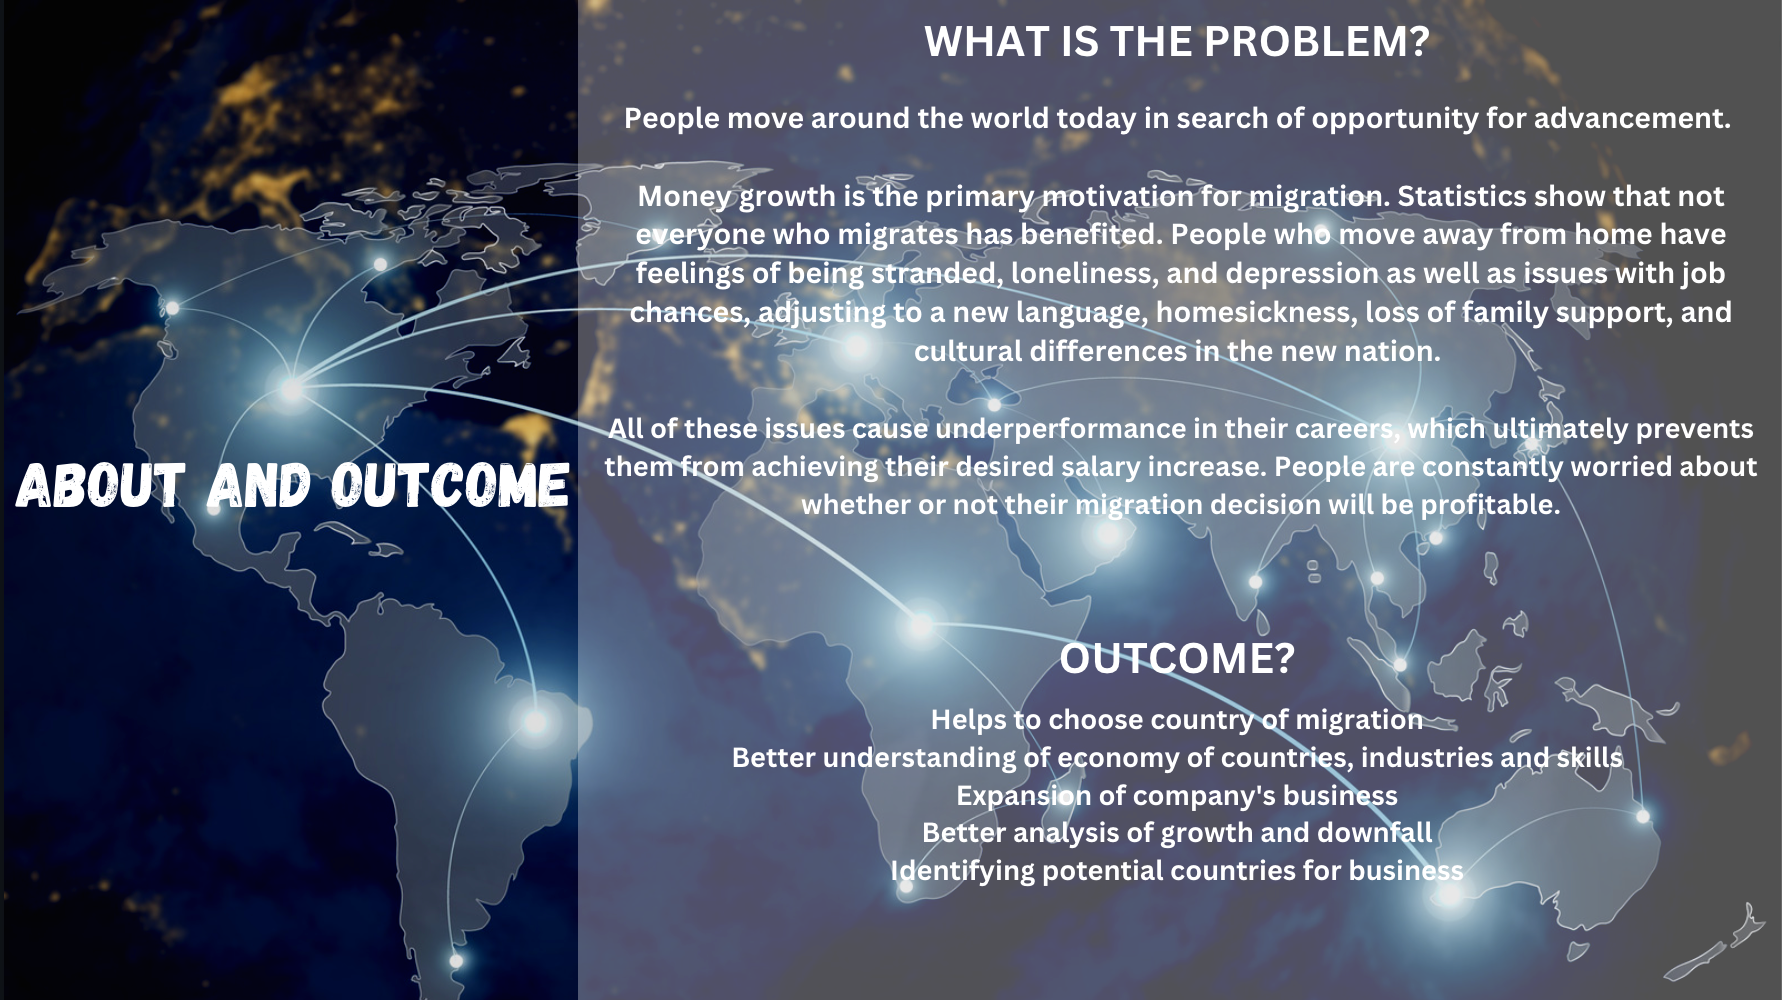 ABOUT AND OUTCOME
WHAT IS THE PROBLEM?
People move around the world today in search of opportunity for advancement.
Money growth is the primary motivation for migration. Statistics show that not
everyone who migrates has benefited. People who move away from home have
feelings of being stranded, loneliness, and depression as well as issues with job
chances, adjusting to a new language, homesickness, loss of family support, and
cultural differences in the new nation.
All of these issues cause underperformance in their careers, which ultimately prevents
them from achieving their desired salary increase. People are constantly worried about
whether or not their migration decision will be profitable.
OUTCOME?
Helps to choose country of migration
Better understanding of economy of countries, industries and skills
Expansion of company's business
Better analysis of growth and downfall
Identifying potential countries for business